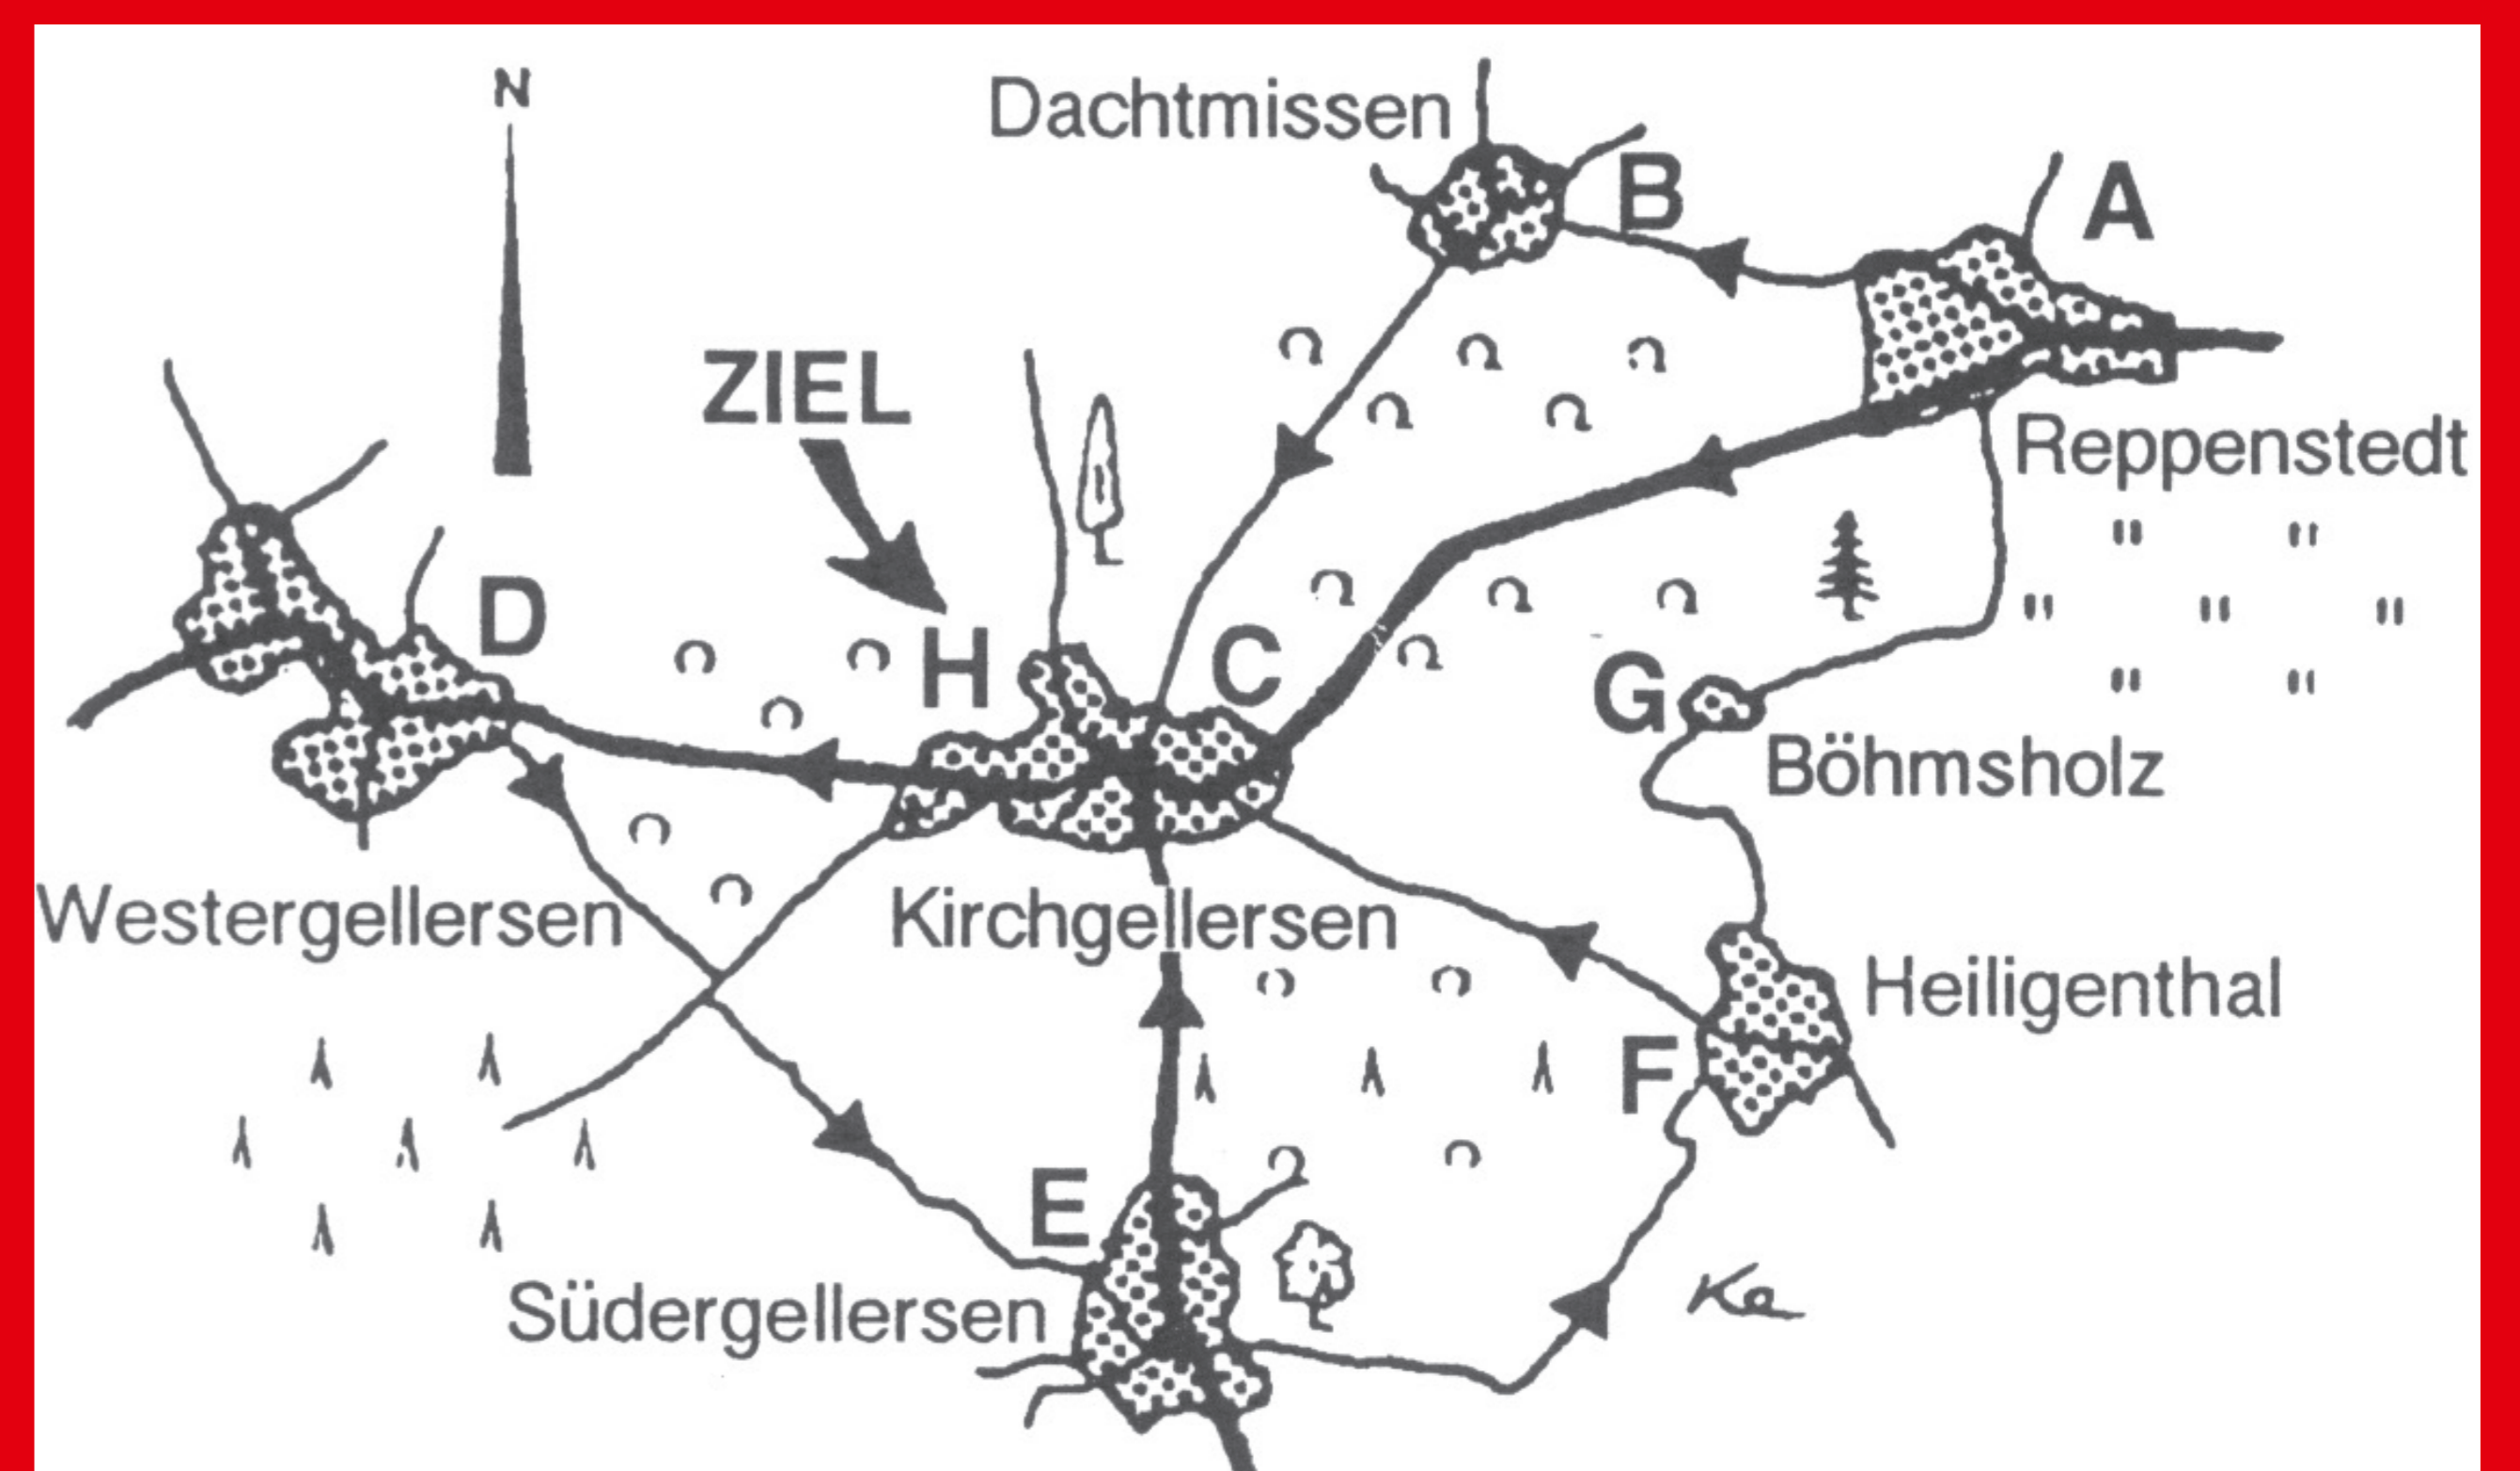 N
Dachtmissen
B
A
ZIEL
Reppenstedt
D
H
C
G
Böhmsholz
Westergellersen
Kirchgellersen
Heiligenthal
F
E
Südergellersen
Ka